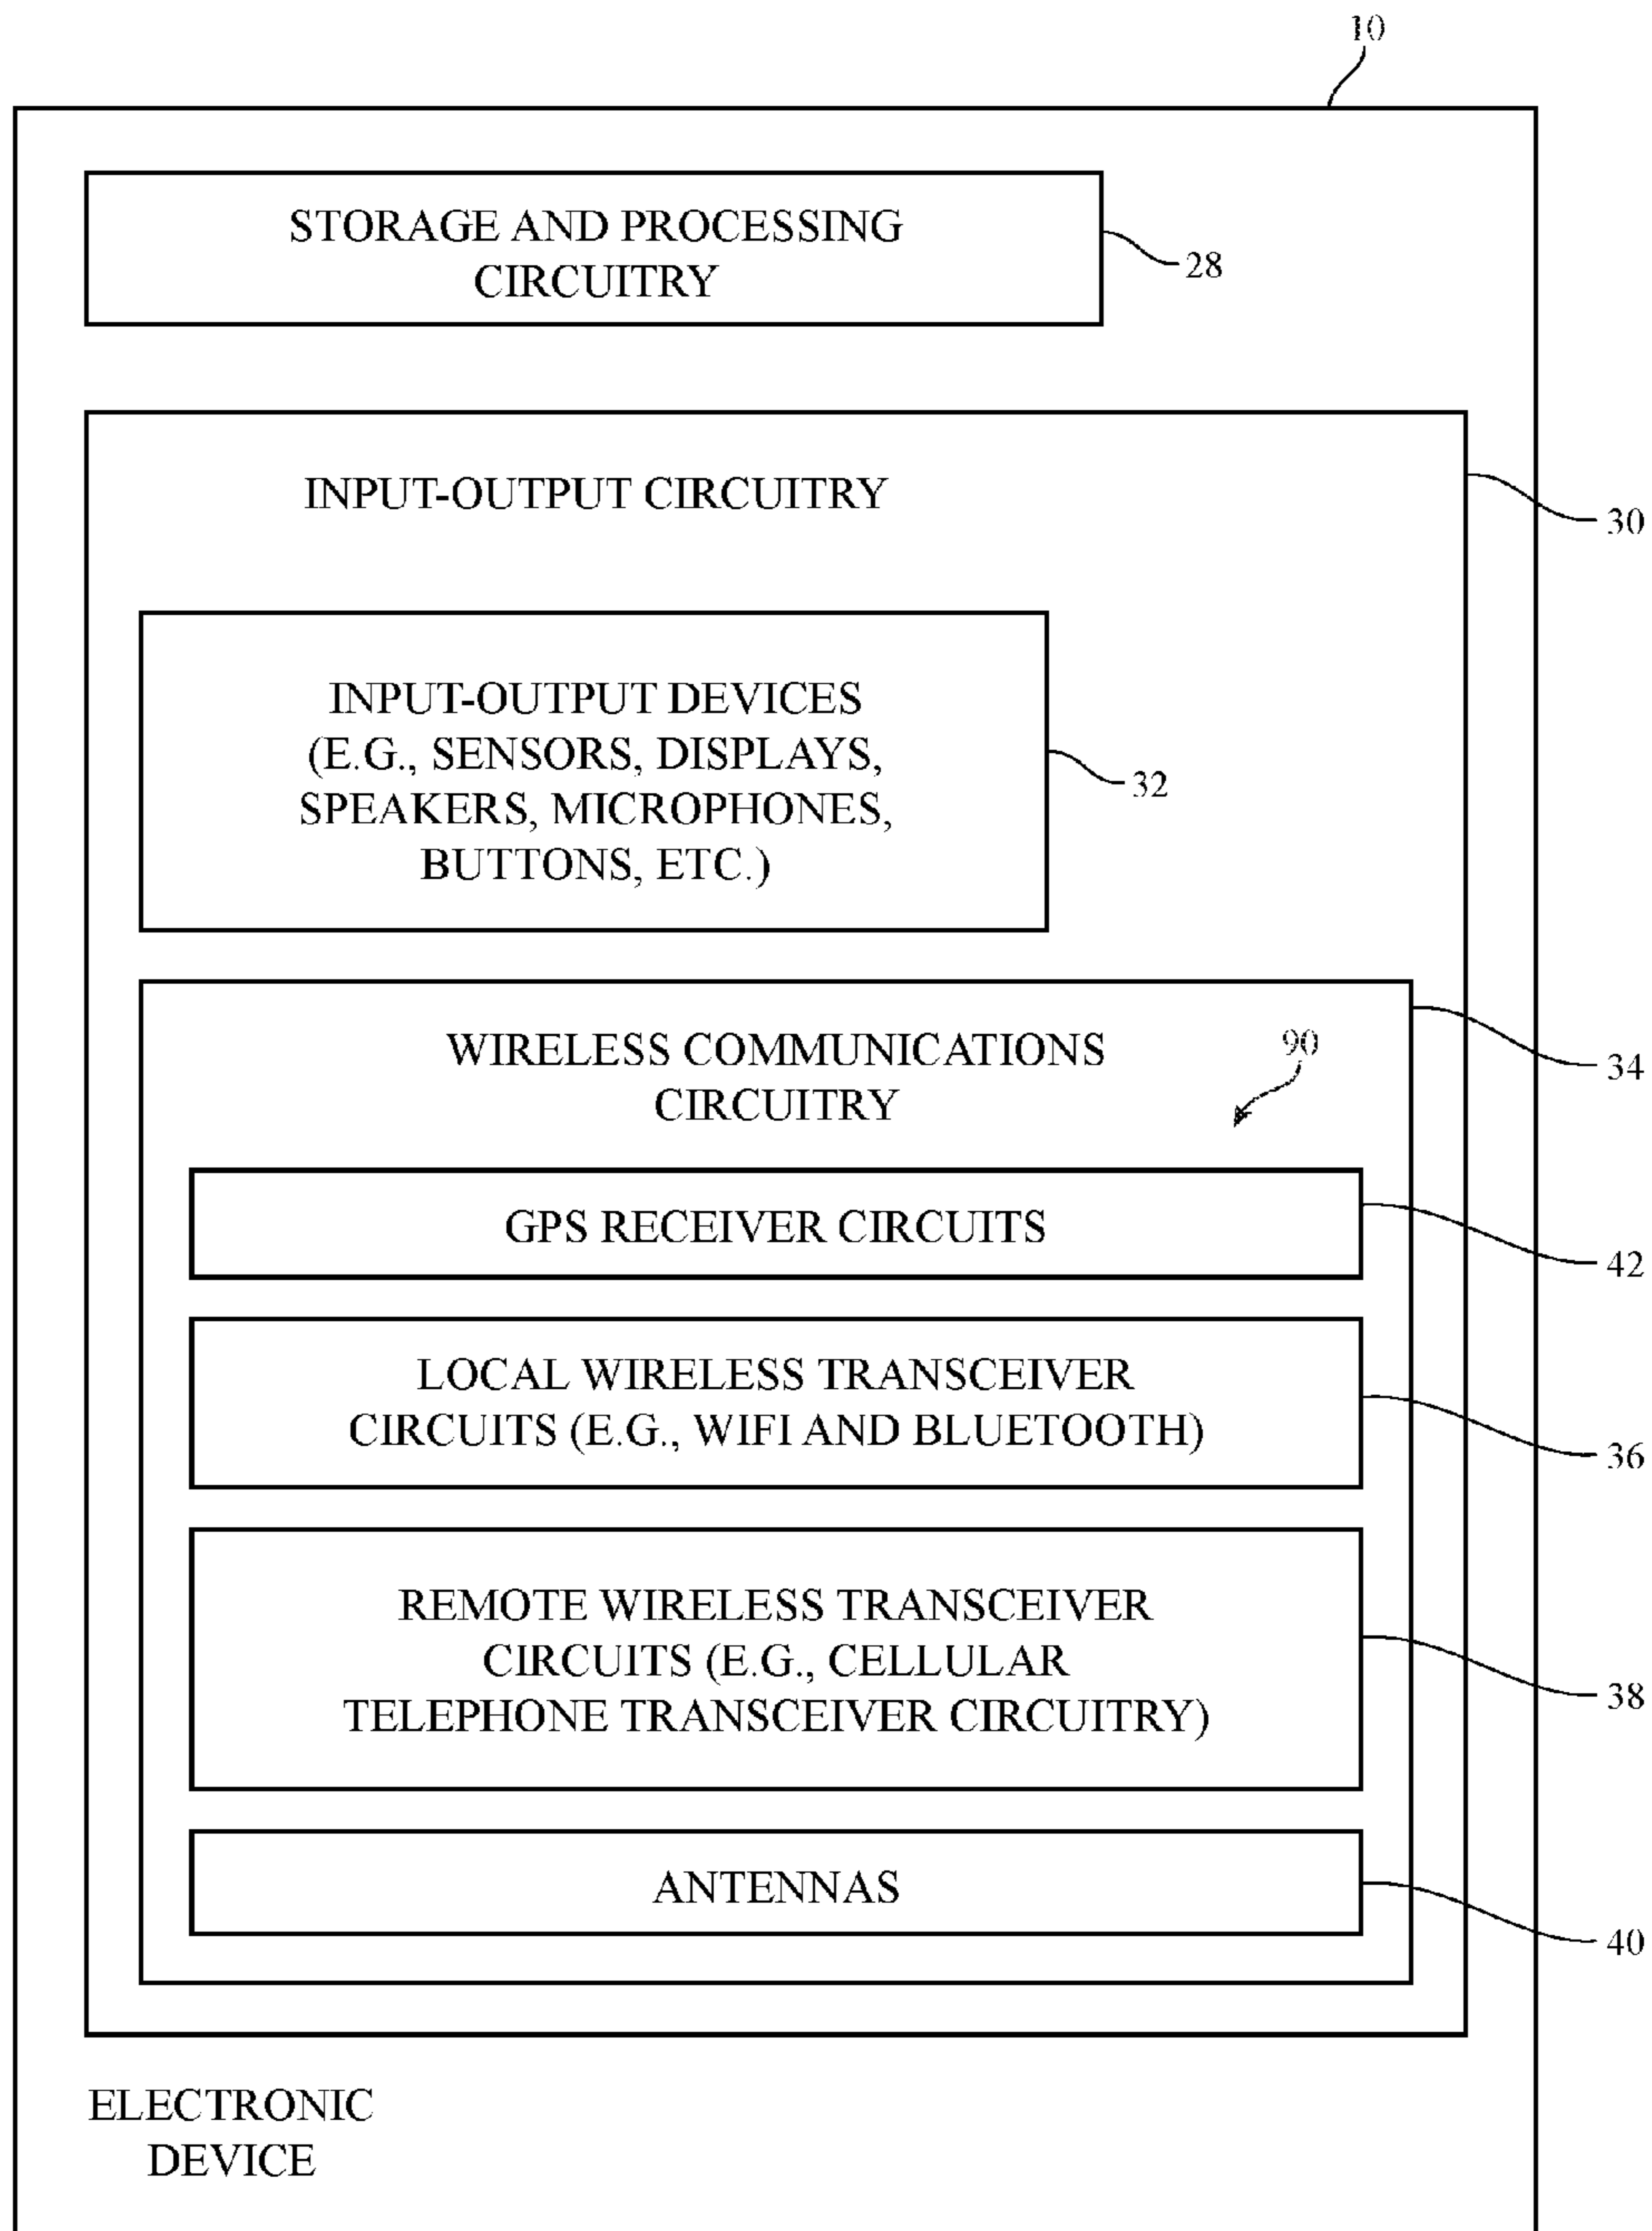 10
STORAGE AND PROCESSING
CIRCUITRY
28
INPUT-OUTPUT CIRCUITRY
30
INPUT-OUTPUT DEVICES
(E.G., SENSORS, DISPLAYS,
SPEAKERS, MICROPHONES,
BUTTONS, ETC.)
32
WIRELESS COMMUNICATIONS
CIRCUITRY
90
34
GPS RECEIVER CIRCUITS
42
LOCAL WIRELESS TRANSCEIVER
CIRCUITS (E.G., WIFI AND BLUETOOTH)
36
REMOTE WIRELESS TRANSCEIVER
CIRCUITS (E.G., CELLULAR
TELEPHONE TRANSCEIVER CIRCUITRY)
38
ANTENNAS
40
ELECTRONIC
DEVICE